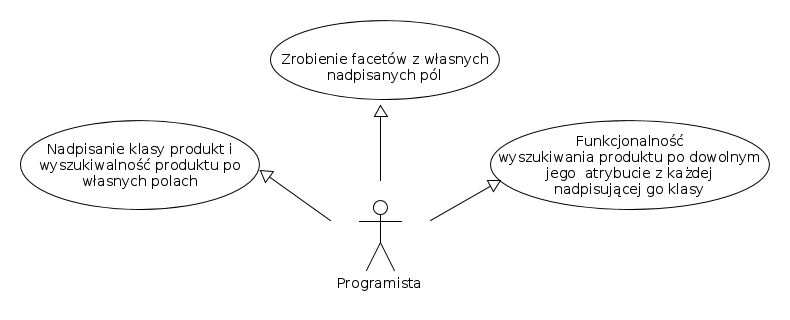 Zrobienie facetów z własnych
nadpisanych pól
Nadpisanie klasy produkt i
wyszukiwalność produktu po
własnych polach
Funkcjonalność
wyszukiwania produktu po dowolnym
jego atrybucie z każdej
nadpisującej go klasy
Programista